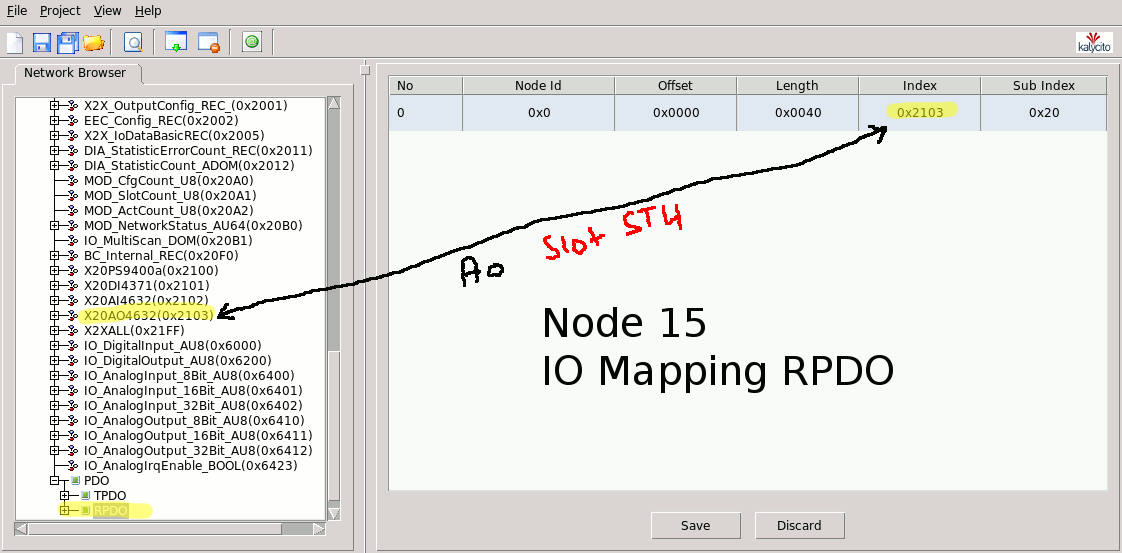 File Project View Help
kalycito
Network Browser
X2X_OutputConfig_REC_(0x2001)
EEC_Config_REC(0x2002)
X2X_IoDataBasicREC(0x2005)
DIA_StatisticErrorCount_REC(0x2011)
DIA_StatisticCount_ADOM(0x2012)
MOD_CfgCount_U8(0x20A0)
MOD_SlotCount_U8(0x20A1)
MOD_ActCount_U8(0x20A2)
MOD_NetworkStatus_AU64(0x20B0)
IO_MultiScan_DOM(0x20B1)
BC_Internal_REC(0x20F0)
X20PS9400a(0x2100)
X20DI4371(0x2101)
X20AI4632(0x2102)
X20AO4632(0x2103)
X2XALL(0x21FF)
IO_DigitalInput_AU8(0x6000)
IO_DigitalOutput_AU8(0x6200)
IO_AnalogInput_8Bit_AU8(0x6400)
IO_AnalogInput_16Bit_AU8(0x6401)
IO_AnalogInput_32Bit_AU8(0x6402)
IO_AnalogOutput_8Bit_AU8(0x6410)
IO_AnalogOutput_16Bit_AU8(0x6411)
IO_AnalogOutput_32Bit_AU8(0x6412)
IO_AnalogIrqEnable_BOOL(0x6423)
PDO
TPDO
RPDO
No Node Id Offset Length Index Sub Index
0 0x0 0x0000 0x0040 0x2103 0x20
Slot ST4
Ao
Node 15
IO Mapping RPDO
Save Discard